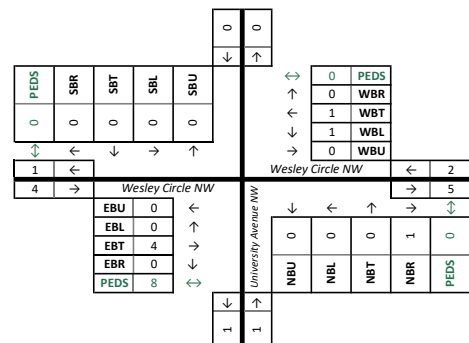 0 0
↓ ↑
PEDS SBR SBT SBL SBU
0 0 0 0 0
↕ ← ↓ → ↑
↔ 0 PEDS
↑ 0 WBR
← 1 WBT
↓ 1 WBL
→ 0 WBU
1 ←
4 →
Wesley Circle NW
Wesley Circle NW
← 2
→ 5
University Avenue NW
EBU 0 ←
EBL 0 ↑
EBT 4 →
EBR 0 ↓
PEDS 8 ↔
↓ ← ↑ → ↕
0 0 0 1 0
NBU NBL NBT NBR PEDS
↓ ↑
1 1